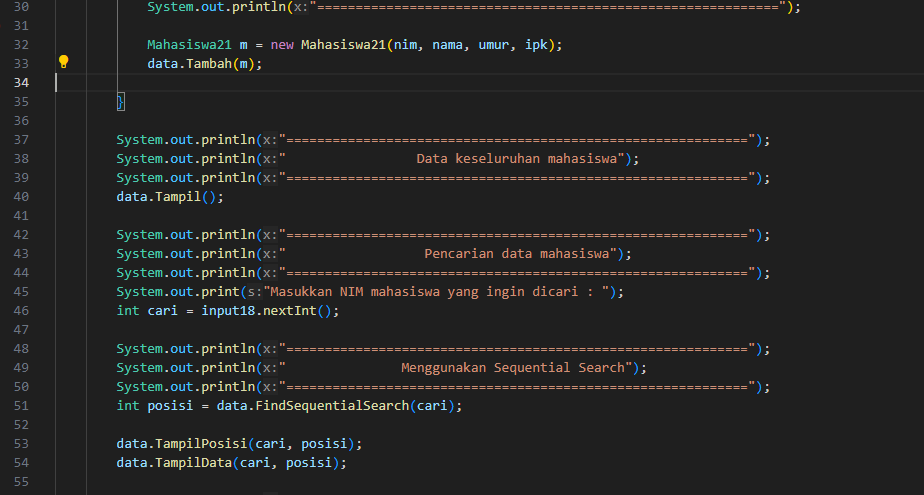 30 System.out.println(x:"============================================================");
31
32 Mahasiswa21 m = new Mahasiswa21(nim, nama, umur, ipk);
33 data.Tambah(m);
34
35 }
36
37 System.out.println(x:"============================================================");
38 System.out.println(x:"                 Data keseluruhan mahasiswa");
39 System.out.println(x:"============================================================");
40 data.Tampil();
41
42 System.out.println(x:"============================================================");
43 System.out.println(x:"                  Pencarian data mahasiswa");
44 System.out.println(x:"============================================================");
45 System.out.print(s:"Masukkan NIM mahasiswa yang ingin dicari : ");
46 int cari = input18.nextInt();
47
48 System.out.println(x:"============================================================");
49 System.out.println(x:"               Menggunakan Sequential Search");
50 System.out.println(x:"============================================================");
51 int posisi = data.FindSequentialSearch(cari);
52
53 data.TampilPosisi(cari, posisi);
54 data.TampilData(cari, posisi);
55